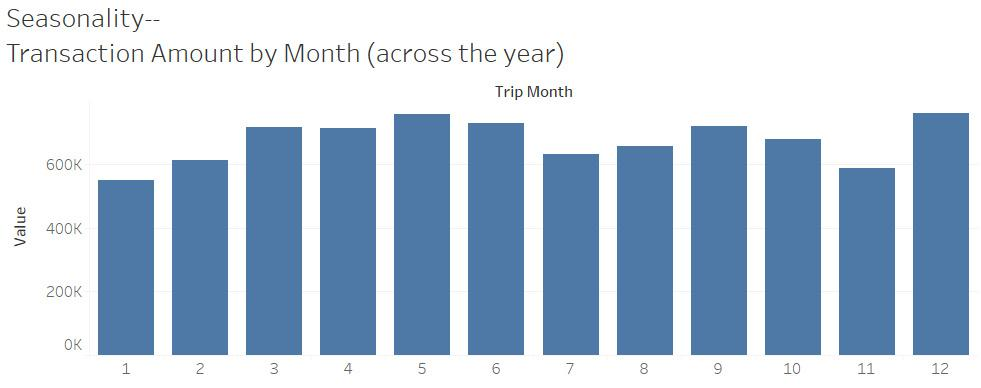 Seasonality--
Transaction Amount by Month (across the year)
Trip Month
600K
400K
200K
0K
Value
1 2 3 4 5 6 7 8 9 10 11 12